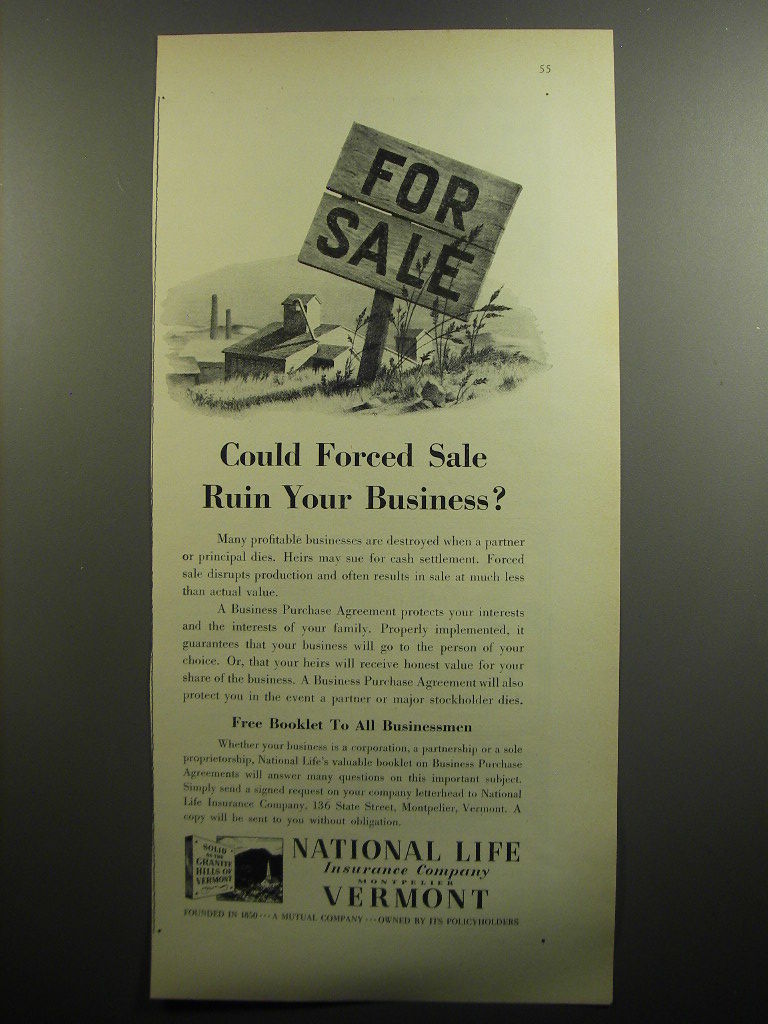 55
FOR
SALE
Could Forced Sale
Ruin Your Business?
Many profitable businesses are destroyed when a partner
or principal dies. Heirs may sue for cash settlement. Forced
sale disrupts production and often results in sale at much less
than actual value.
A Business Purchase Agreement protects your interests
and the interests of your family. Properly implemented, it
guarantees that your business will go to the person of your
choice. Or, that your heirs will receive honest value for your
share of the business. A Business Purchase Agreement will also
protect you in the event a partner or major stockholder dies.
Free Booklet To All Businessmen
Whether your business is a corporation, a partnership or a sole
proprietorship, National Life's valuable booklet on Business Purchase
Agreements will answer many questions on this important subject.
Simply send a signed request on your company letterhead to National
Life Insurance Company, 136 State Street, Montpelier, Vermont. A
copy will be sent to you without obligation.
SOLID
AS THE
GRANITE
HILLS OF
VERMONT
NATIONAL LIFE
Insurance Company
MONTPELIER
VERMONT
FOUNDED IN 1850 · · · A MUTUAL COMPANY · · · OWNED BY ITS POLICYHOLDERS